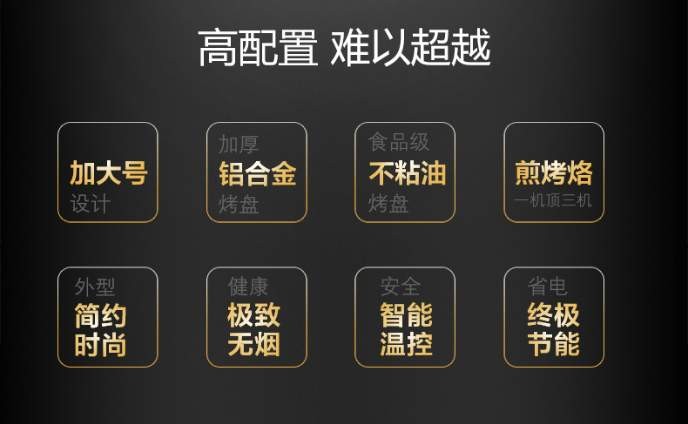 高配置 难以超越
加大号
设计
加厚
铝合金
烤盘
食品级
不粘油
烤盘
煎烤烙
一机顶三机
外型
简约
时尚
健康
极致
无烟
安全
智能
温控
省电
终极
节能